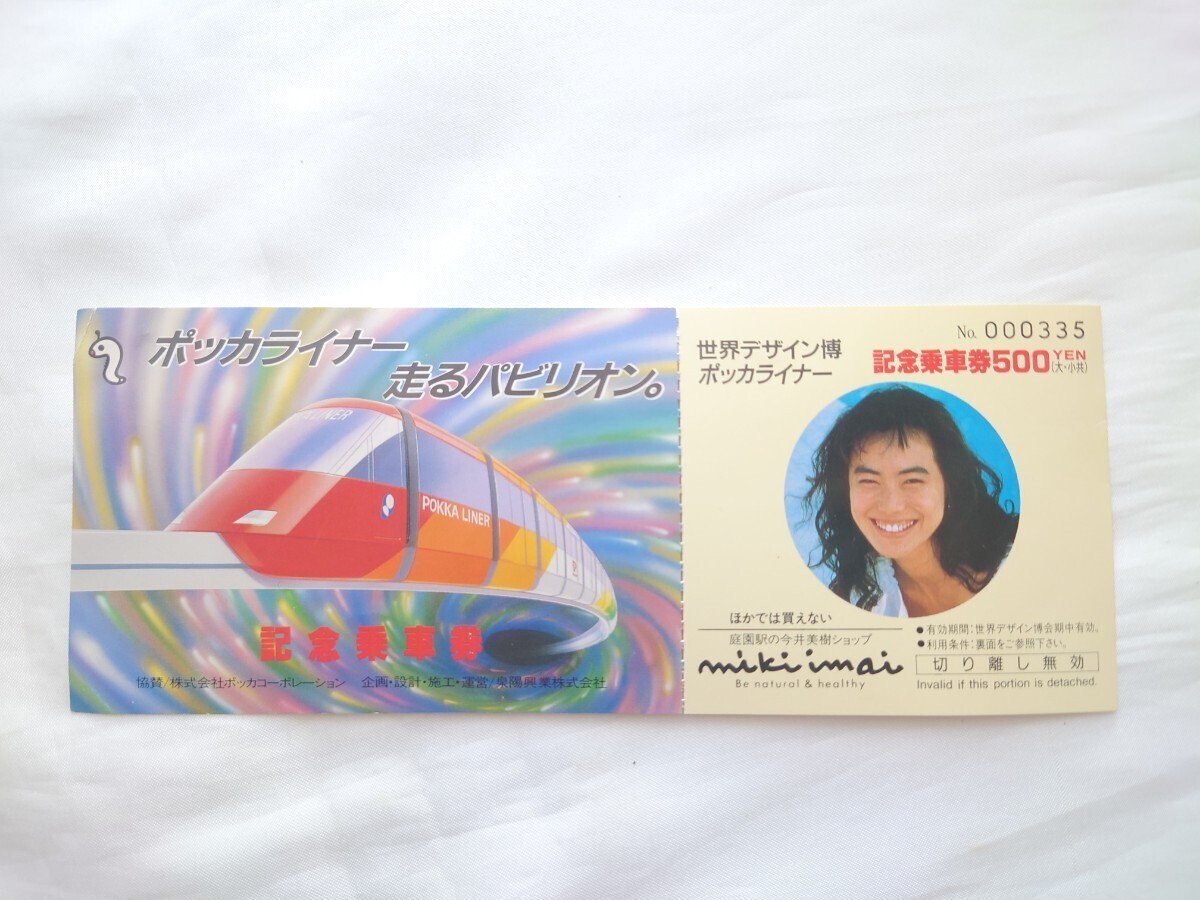 ポッカライナー
走るパビリオン。
POKKA LINER
記念乗車券
協賛/株式会社ポッカコーポレーション 企画・設計・施工・運営/泉陽興業株式会社
No. 000335
世界デザイン博
ポッカライナー
記念乗車券500YEN
(大・小共)
ほかでは買えない
庭園駅の今井美樹ショップ
miki imai
Be natural & healthy
●有効期間:世界デザイン博会期中有効。
●利用条件:裏面をご参照下さい。
切り離し無効
Invalid if this portion is detached.